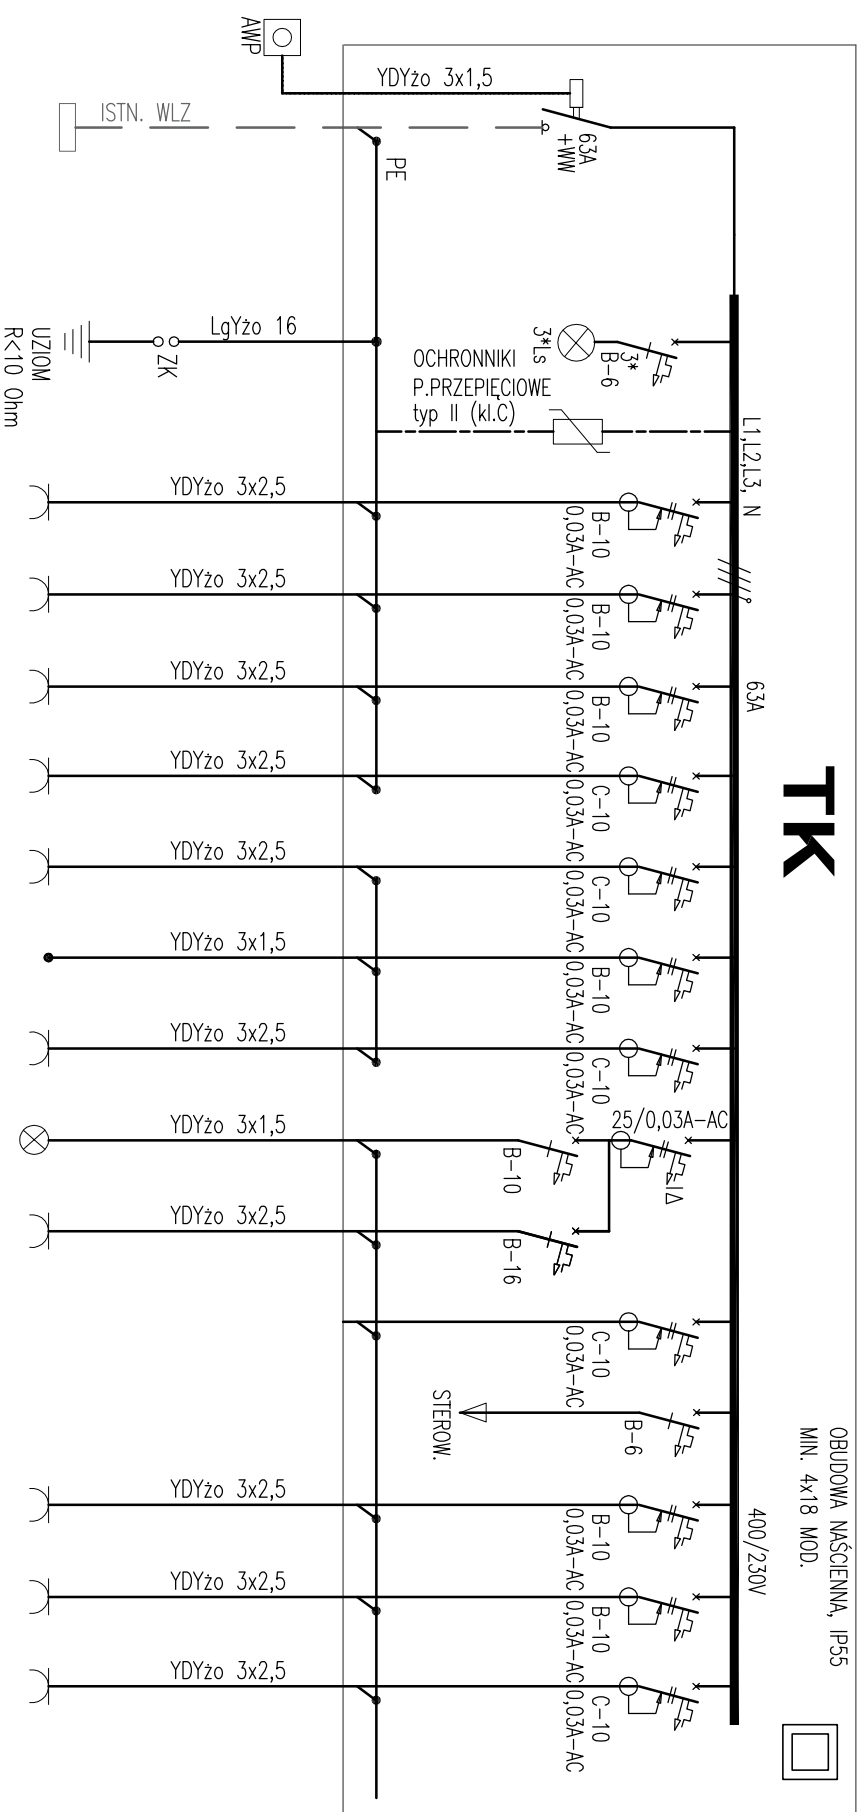 TK
OBUDOWA NAŚCIENNA, IP55
MIN. 4x18 MOD.
L1,L2,L3, N
63A
400/230V
AWP
YDYżo 3x1,5
ISTN. WLZ
63A
+WW
PE
LgYżo 16
ZK
UZIOM
R<10 Ohm
3*
B-6
3*Ls
OCHRONNIKI
P.PRZEPIĘCIOWE
typ II (kl.C)
B-10
0,03A-AC
YDYżo 3x2,5
B-10
0,03A-AC
YDYżo 3x2,5
B-10
0,03A-AC
YDYżo 3x2,5
C-10
0,03A-AC
YDYżo 3x2,5
C-10
0,03A-AC
YDYżo 3x2,5
B-10
0,03A-AC
YDYżo 3x1,5
C-10
0,03A-AC
YDYżo 3x2,5
25/0,03A-AC
IΔ
B-10
YDYżo 3x1,5
B-16
YDYżo 3x2,5
C-10
0,03A-AC
B-6
STEROW.
B-10
0,03A-AC
YDYżo 3x2,5
B-10
0,03A-AC
YDYżo 3x2,5
C-10
0,03A-AC
YDYżo 3x2,5